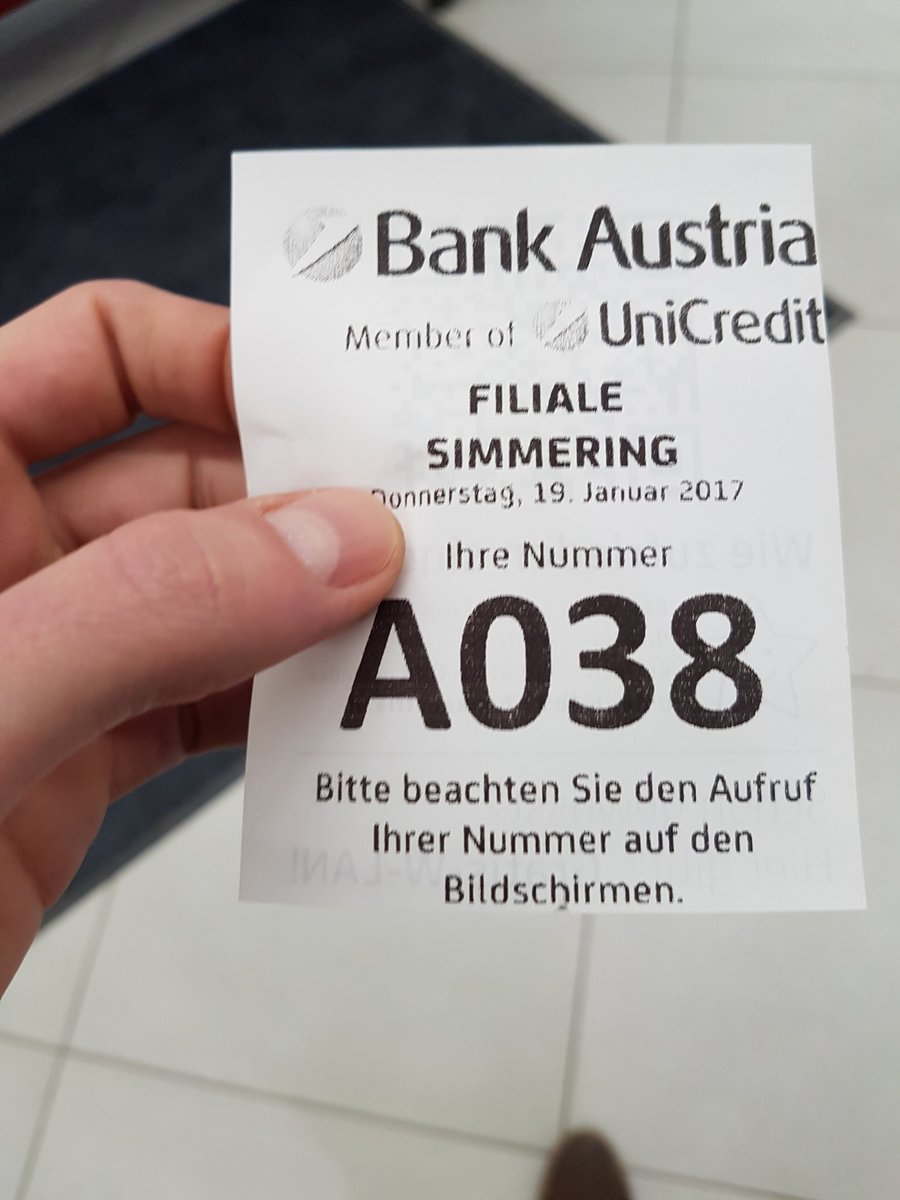 Bank Austria
Member of UniCredit
FILIALE
SIMMERING
Donnerstag, 19. Januar 2017
Ihre Nummer
A038
Bitte beachten Sie den Aufruf
Ihrer Nummer auf den
Bildschirmen.